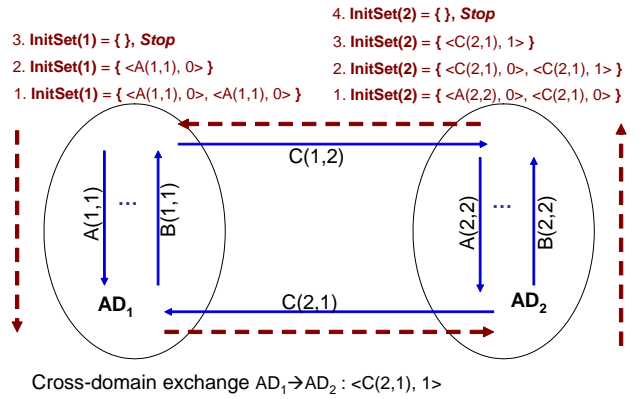 4. InitSet(2) = { }, Stop
3. InitSet(1) = { }, Stop
3. InitSet(2) = { <C(2,1), 1> }
2. InitSet(1) = { <A(1,1), 0> }
2. InitSet(2) = { <C(2,1), 0>, <C(2,1), 1> }
1. InitSet(1) = { <A(1,1), 0>, <A(1,1), 0> }
1. InitSet(2) = { <A(2,2), 0>, <C(2,1), 0> }
C(1,2)
A(1,1)
...
B(1,1)
A(2,2)
...
B(2,2)
AD1
C(2,1)
AD2
Cross-domain exchange AD1→AD2 : <C(2,1), 1>